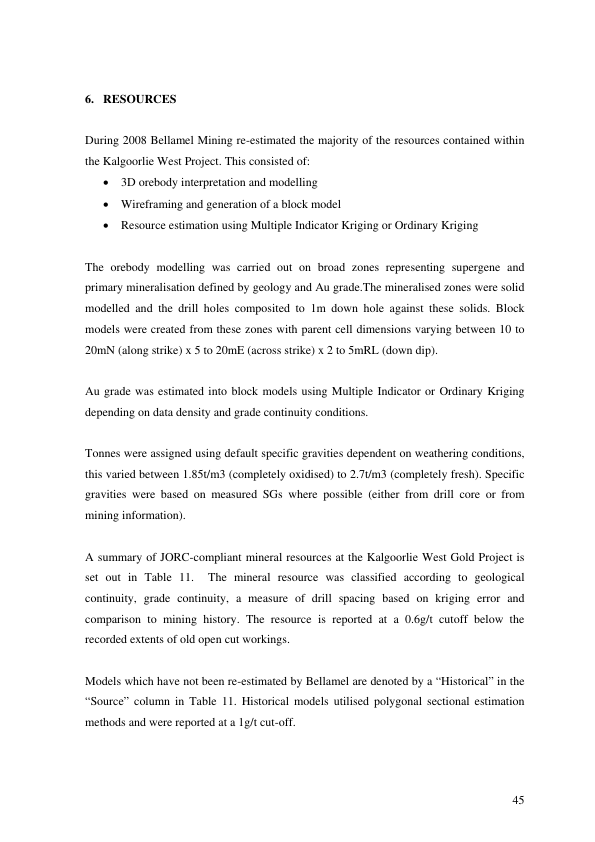 6. RESOURCES
During 2008 Bellamel Mining re-estimated the majority of the resources contained within
the Kalgoorlie West Project. This consisted of:
• 3D orebody interpretation and modelling
• Wireframing and generation of a block model
• Resource estimation using Multiple Indicator Kriging or Ordinary Kriging
The orebody modelling was carried out on broad zones representing supergene and
primary mineralisation defined by geology and Au grade.The mineralised zones were solid
modelled and the drill holes composited to 1m down hole against these solids. Block
models were created from these zones with parent cell dimensions varying between 10 to
20mN (along strike) x 5 to 20mE (across strike) x 2 to 5mRL (down dip).
Au grade was estimated into block models using Multiple Indicator or Ordinary Kriging
depending on data density and grade continuity conditions.
Tonnes were assigned using default specific gravities dependent on weathering conditions,
this varied between 1.85t/m3 (completely oxidised) to 2.7t/m3 (completely fresh). Specific
gravities were based on measured SGs where possible (either from drill core or from
mining information).
A summary of JORC-compliant mineral resources at the Kalgoorlie West Gold Project is
set out in Table 11. The mineral resource was classified according to geological
continuity, grade continuity, a measure of drill spacing based on kriging error and
comparison to mining history. The resource is reported at a 0.6g/t cutoff below the
recorded extents of old open cut workings.
Models which have not been re-estimated by Bellamel are denoted by a “Historical” in the
“Source” column in Table 11. Historical models utilised polygonal sectional estimation
methods and were reported at a 1g/t cut-off.
45